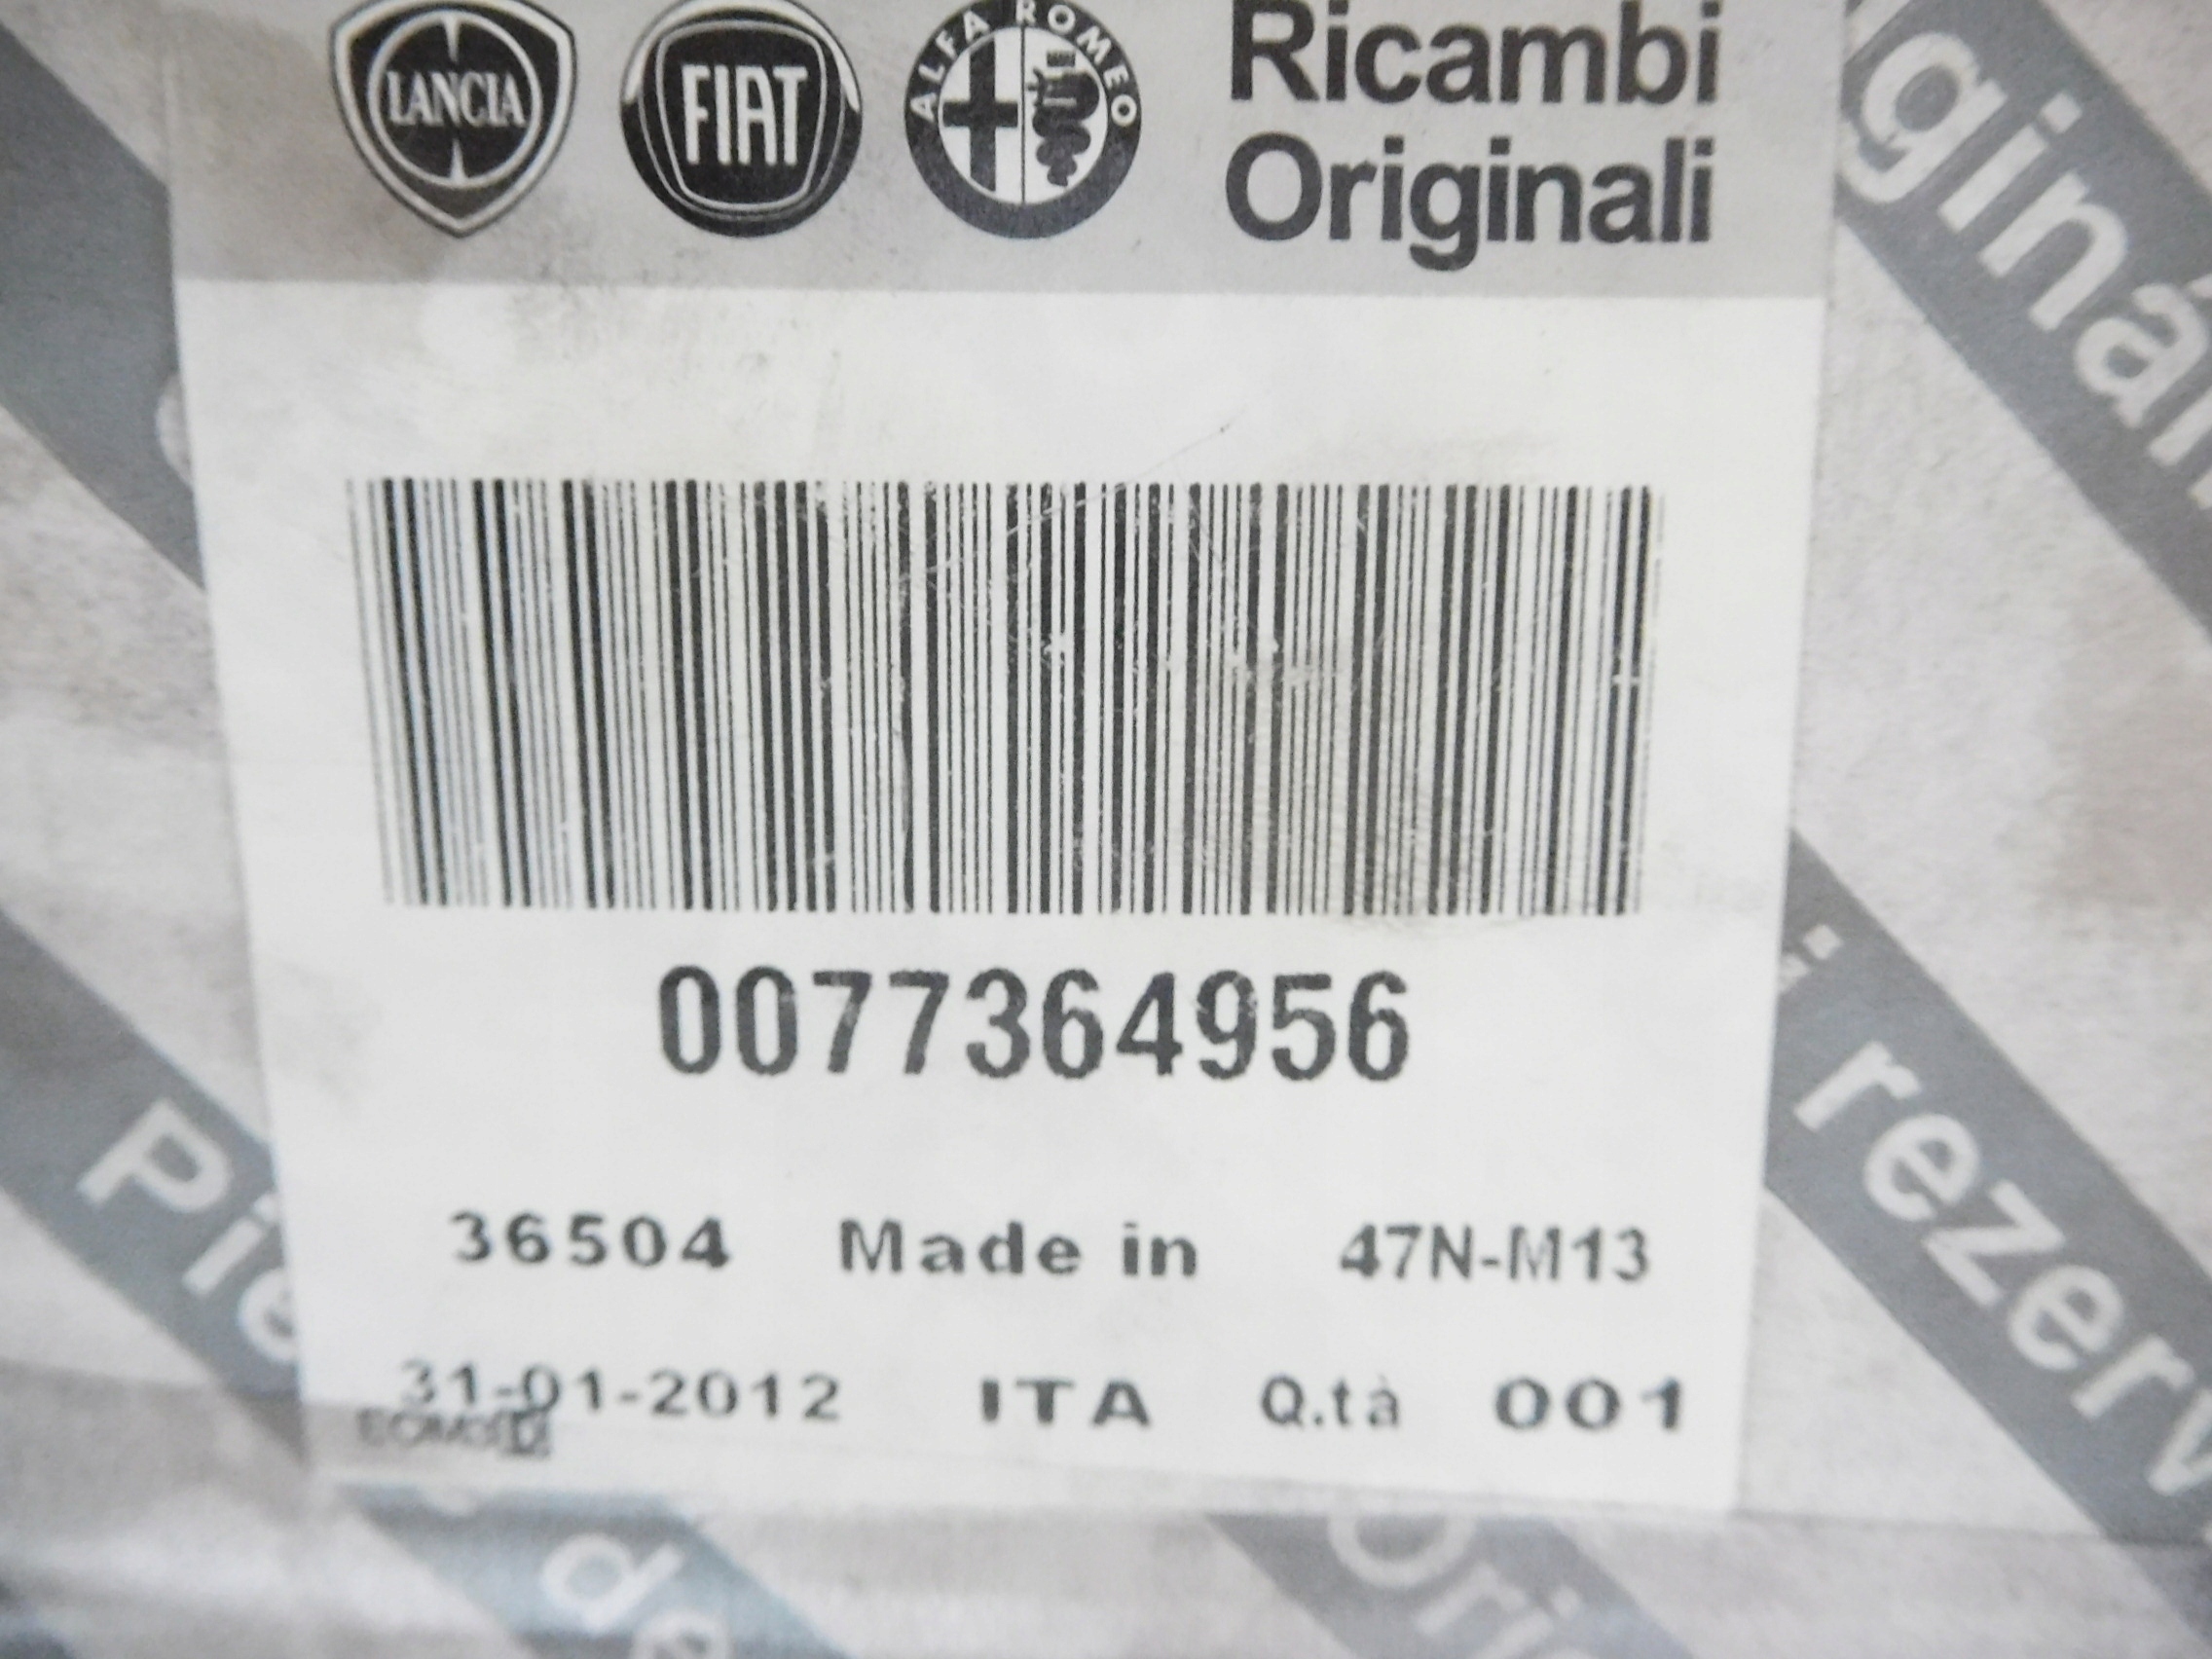 LANCIA FIAT ALFA ROMEO Ricambi
Originali
0077364956
36504 Made in 47N-M13
31-01-2012 ITA Q.tà 001
rezerv
de